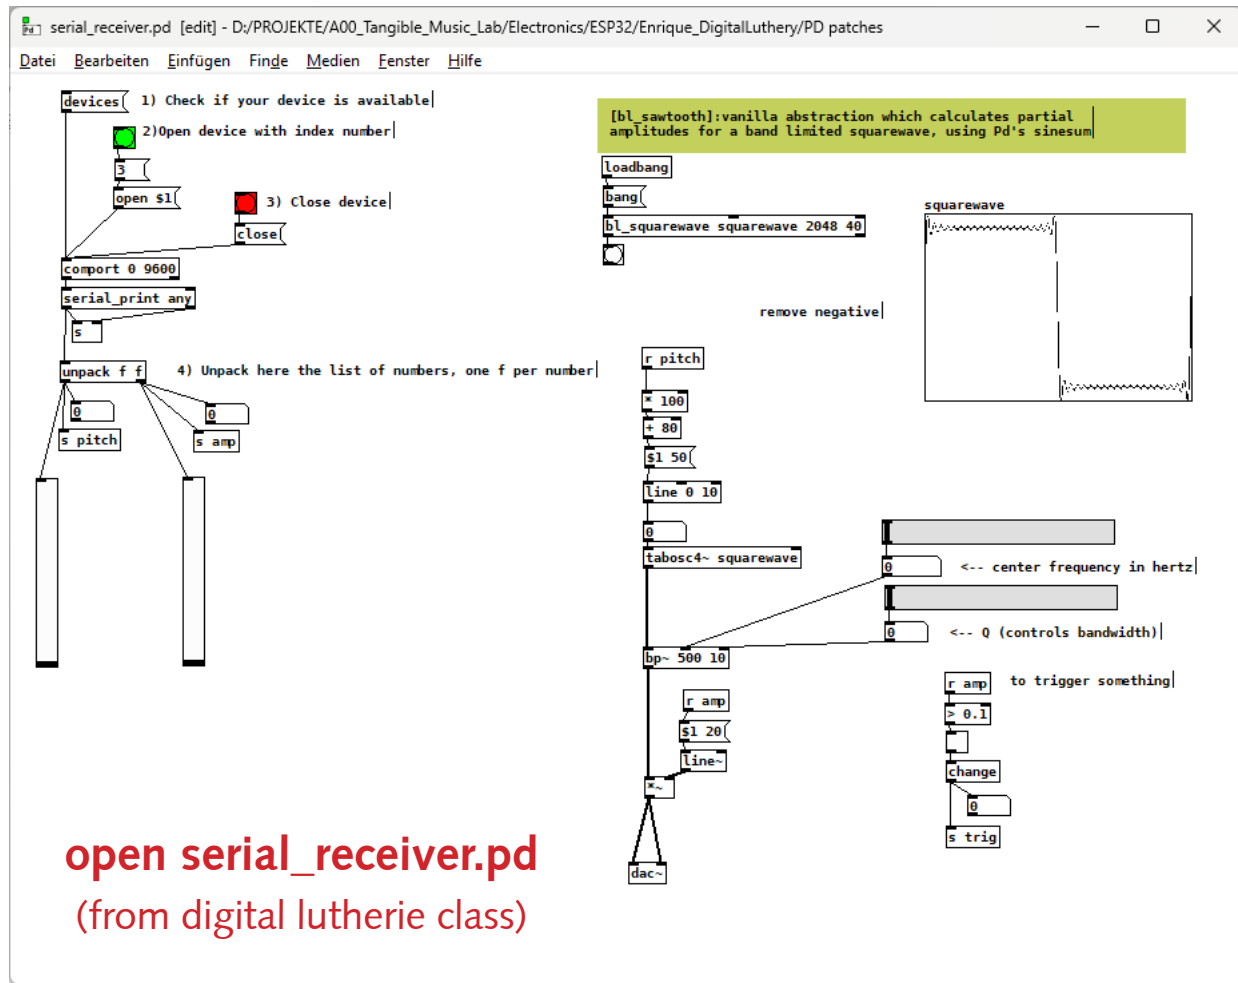 serial_receiver.pd [edit] - D:/PROJEKTE/A00_Tangible_Music_Lab/Electronics/ESP32/Enrique_DigitalLuthery/PD patches
Datei Bearbeiten Einfügen Finde Medien Fenster Hilfe
devices
1) Check if your device is available
2)Open device with index number
3
open $1
3) Close device
close
comport 0 9600
serial_print any
s
unpack f f
4) Unpack here the list of numbers, one f per number
0
0
s pitch
s amp
[bl_sawtooth]:vanilla abstraction which calculates partial
amplitudes for a band limited squarewave, using Pd's sinesum
loadbang
bang
bl_squarewave squarewave 2048 40
squarewave
remove negative
r pitch
* 100
+ 80
$1 50
line 0 10
0
tabosc4~ squarewave
0
<-- center frequency in hertz
0
<-- Q (controls bandwidth)
bp~ 500 10
r amp
$1 20
line~
*~
dac~
r amp
to trigger something
> 0.1
change
0
s trig
open serial_receiver.pd
(from digital lutherie class)